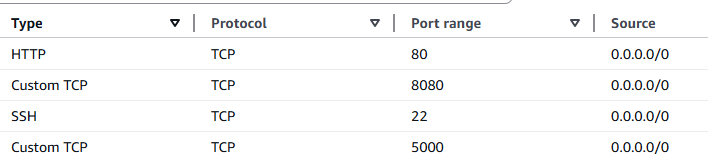 Type Protocol Port range Source
HTTP TCP 80 0.0.0.0/0
Custom TCP TCP 8080 0.0.0.0/0
SSH TCP 22 0.0.0.0/0
Custom TCP TCP 5000 0.0.0.0/0